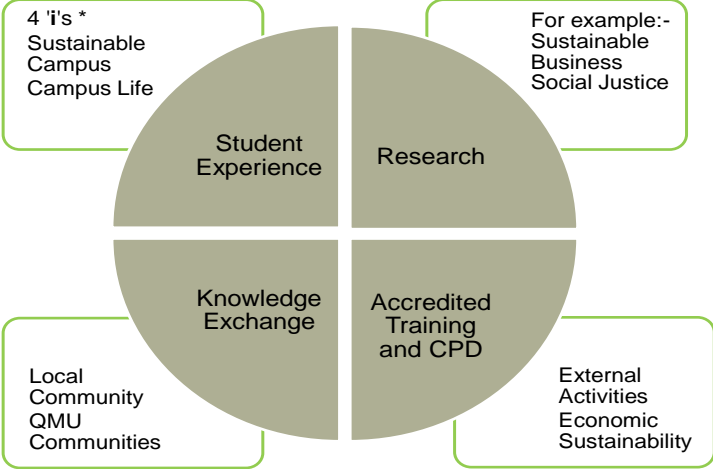 4 'i's *
Sustainable
Campus
Campus Life
For example:-
Sustainable
Business
Social Justice
Student
Experience
Research
Knowledge
Exchange
Accredited
Training
and CPD
Local
Community
QMU
Communities
External
Activities
Economic
Sustainability